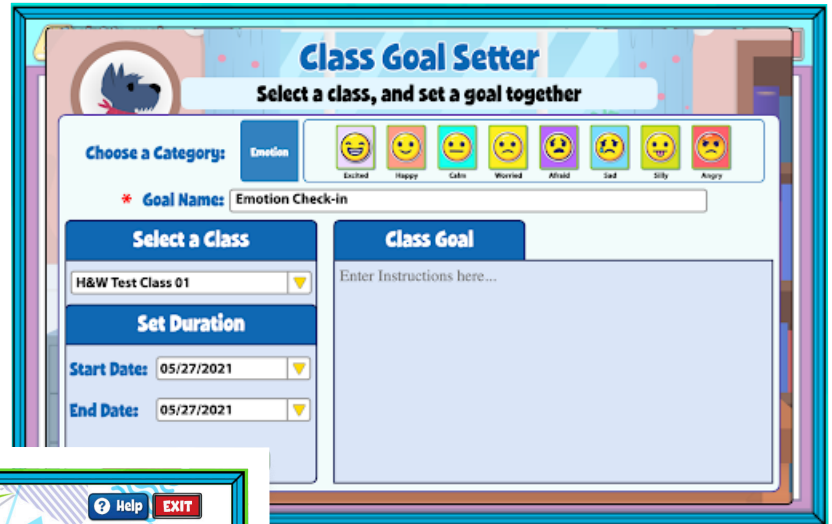 Class Goal Setter
Select a class, and set a goal together
Choose a Category: Emotion
Excited Happy Calm Worried Afraid Sad Silly Angry
* Goal Name: Emotion Check-in
Select a Class
Class Goal
H&W Test Class 01
Enter Instructions here...
Set Duration
Start Date: 05/27/2021
End Date: 05/27/2021
? Help EXIT